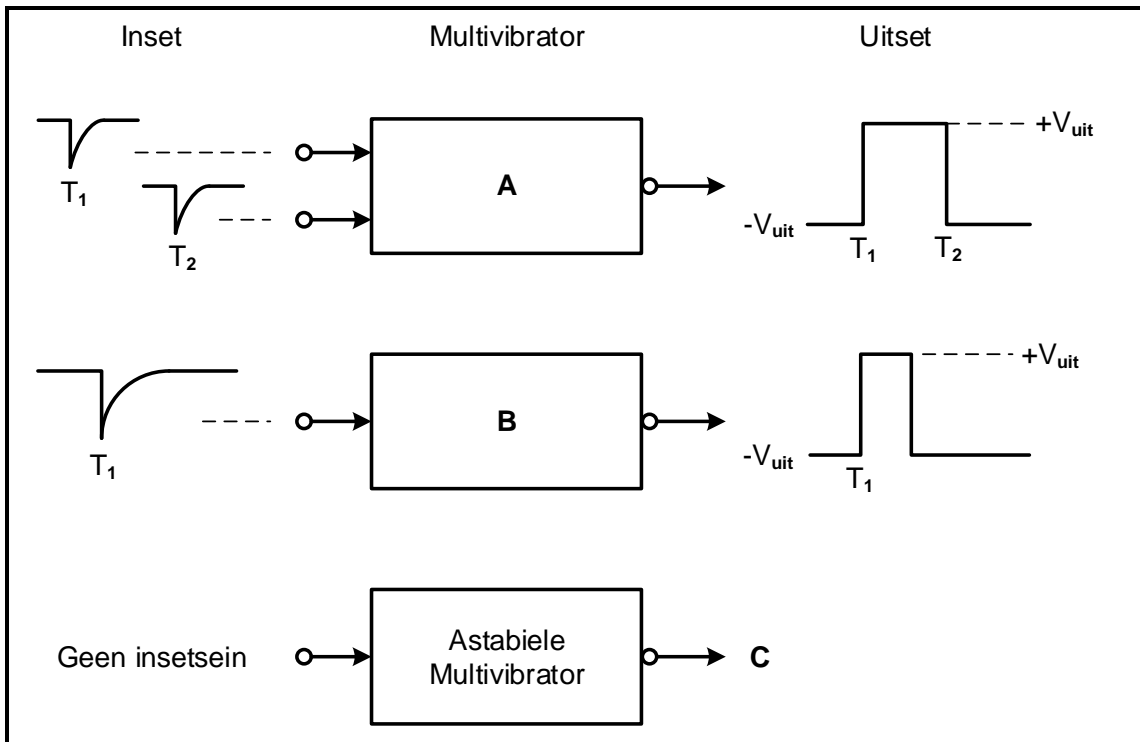 Inset Multivibrator Uitset
T1
T2
A
+Vuit
-Vuit
T1 T2
T1
B
+Vuit
-Vuit
T1
Geen insetsein
Astabiele
Multivibrator
C